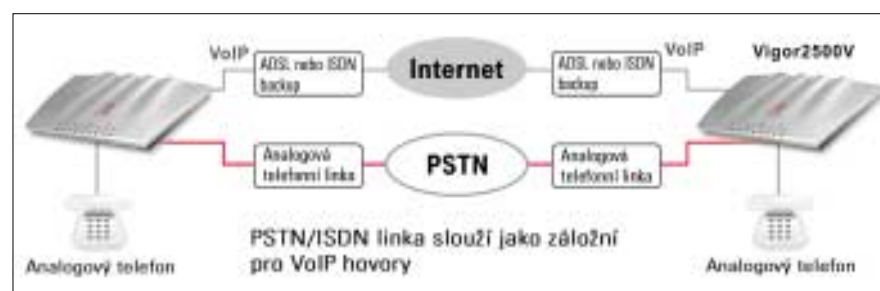 VoIP
ADSL nebo ISDN
backup
Internet
ADSL nebo ISDN
backup
VoIP
Vigor2500V
Analogová
telefonní linka
PSTN
Analogová
telefonní linka
PSTN/ISDN linka slouží jako záložní
pro VoIP hovory
Analogový telefon
Analogový telefon